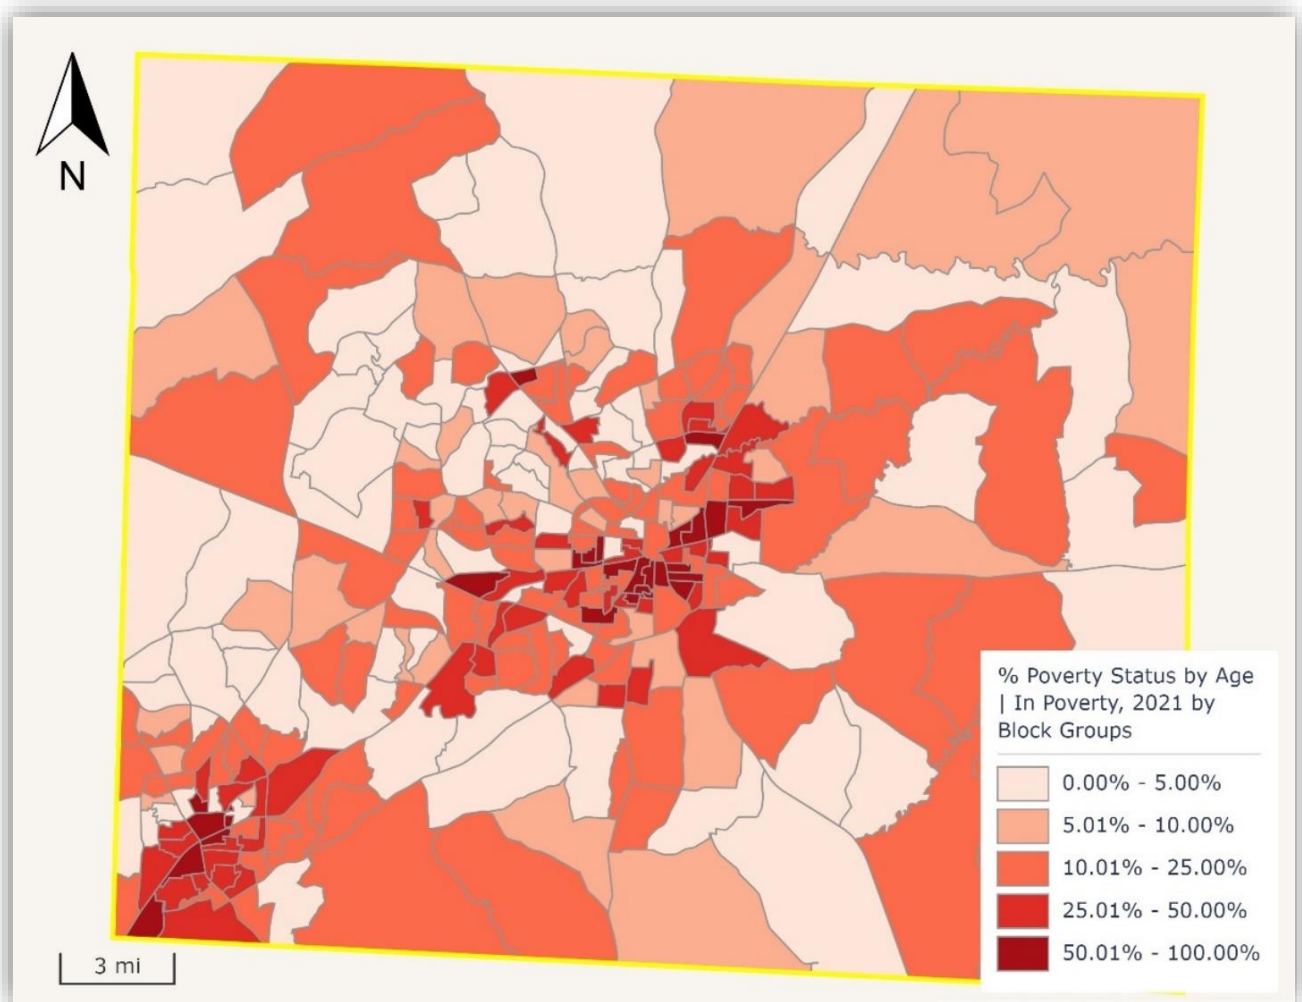 N
% Poverty Status by Age
| In Poverty, 2021 by
Block Groups
0.00% - 5.00%
5.01% - 10.00%
10.01% - 25.00%
25.01% - 50.00%
50.01% - 100.00%
3 mi